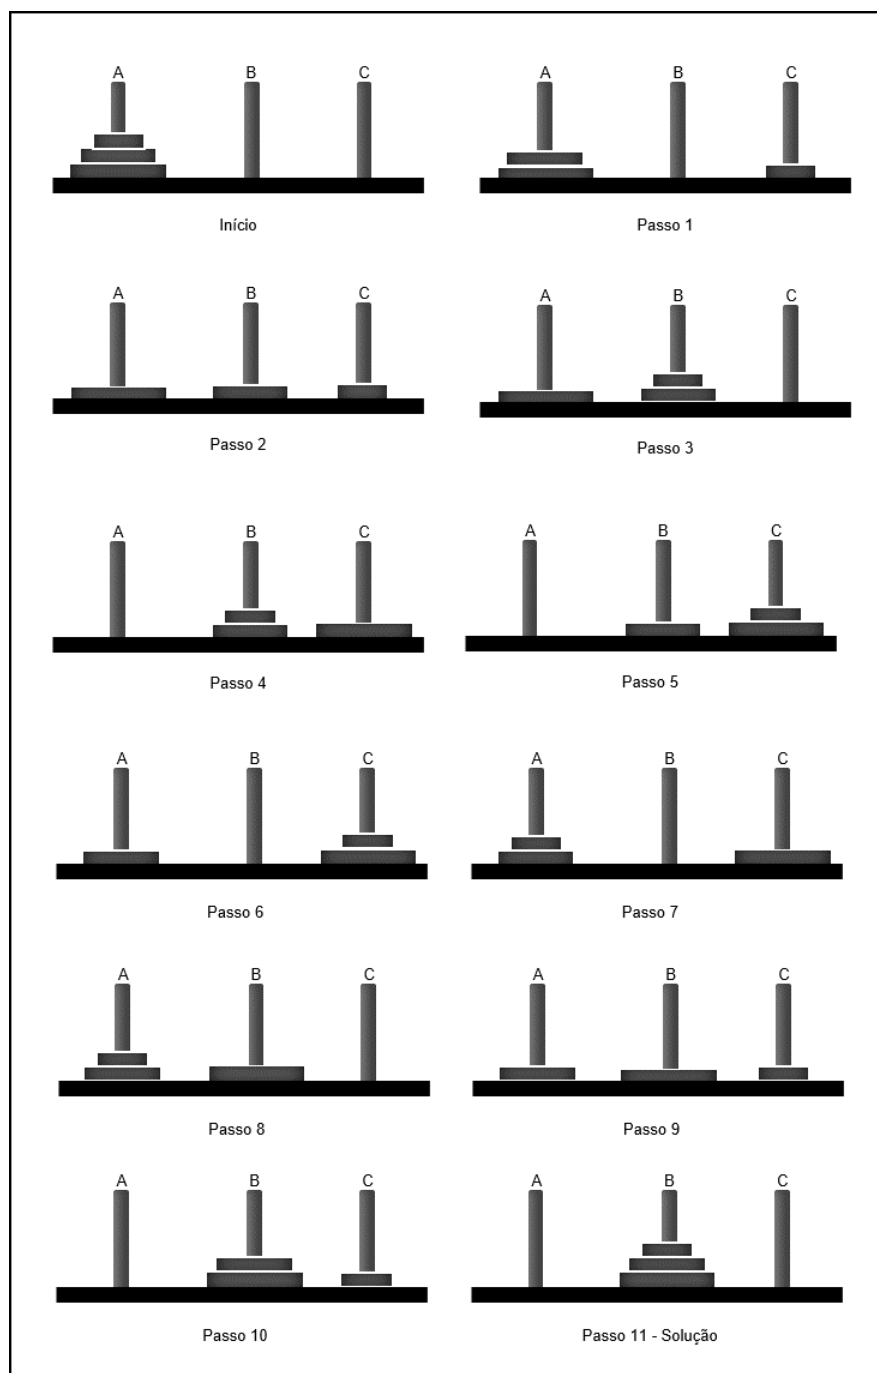 A B C
A B C
Início
Passo 1
A B C
A B C
Passo 2
Passo 3
A B C
A B C
Passo 4
Passo 5
A B C
A B C
Passo 6
Passo 7
A B C
A B C
Passo 8
Passo 9
A B C
A B C
Passo 10
Passo 11 - Solução